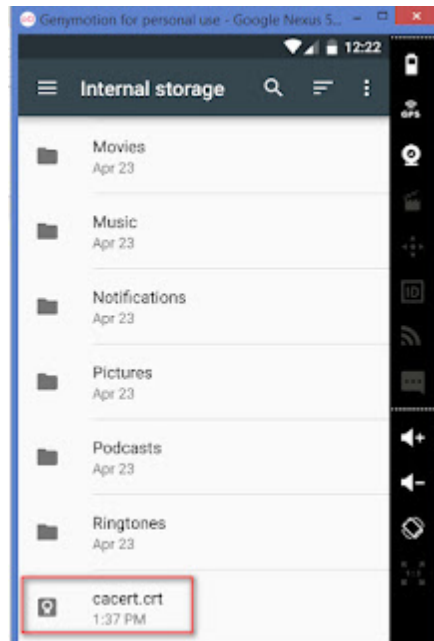 Genymotion for personal use - Google Nexus 5...
12:22
Internal storage
GPS
Movies
Apr 23
Music
Apr 23
Notifications
Apr 23
ID
Pictures
Apr 23
Podcasts
Apr 23
Ringtones
Apr 23
cacert.crt
1:37 PM